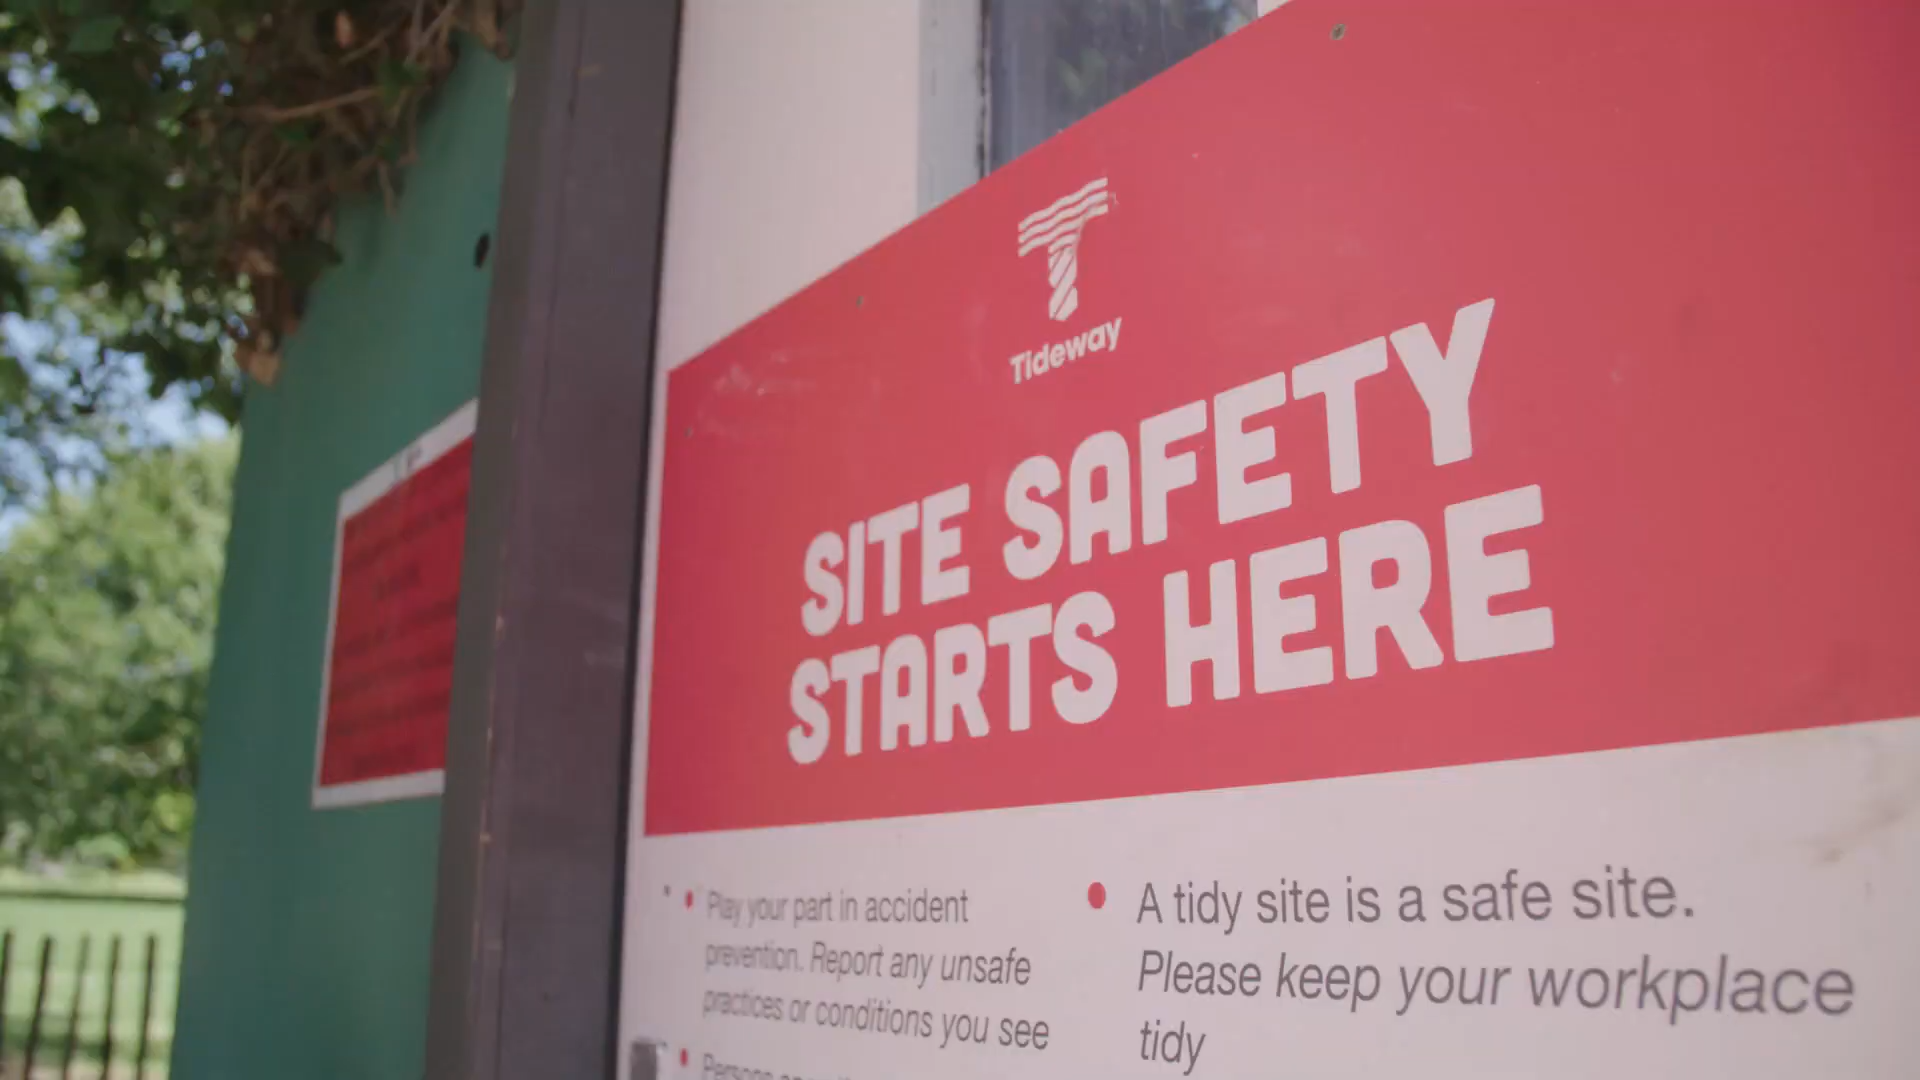 Tideway
SITE SAFETY
STARTS HERE
Play your part in accident
prevention. Report any unsafe
practices or conditions you see
A tidy site is a safe site.
Please keep your workplace
tidy